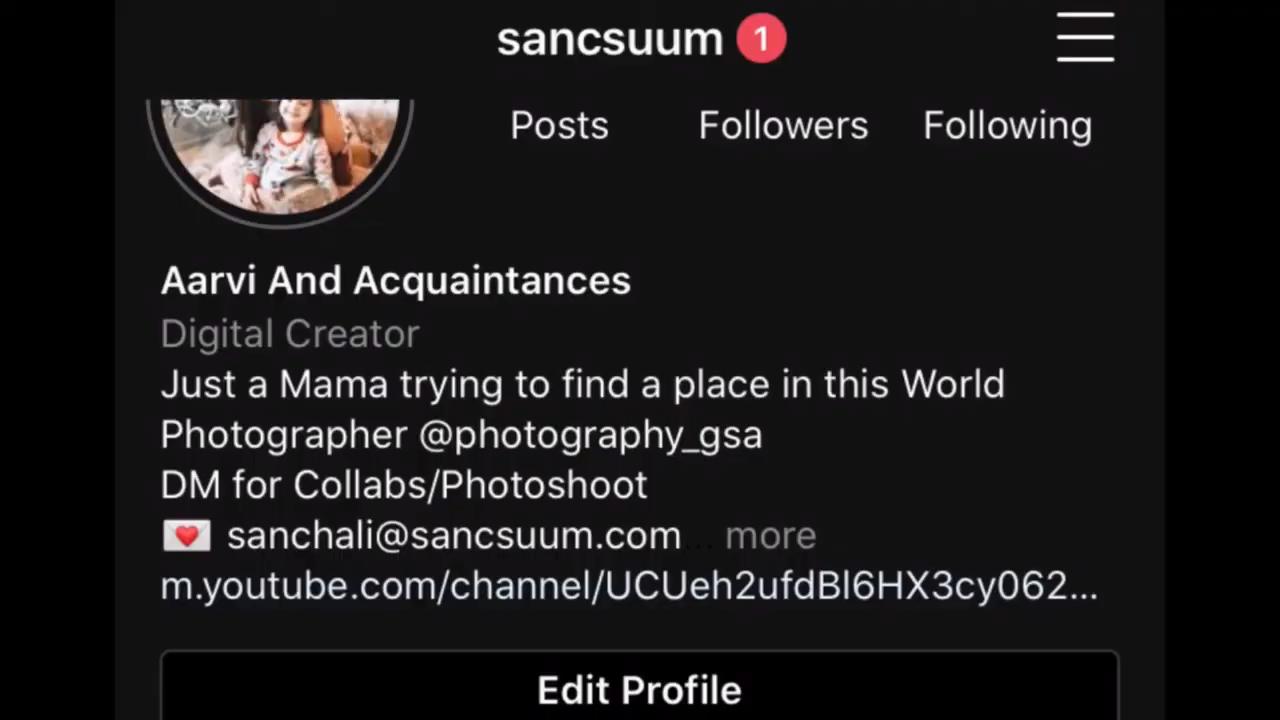 sancsuum 1
Posts Followers Following
Aarvi And Acquaintances
Digital Creator
Just a Mama trying to find a place in this World
Photographer @photography_gsa
DM for Collabs/Photoshoot
💌 sanchali@sancsuum.com... more
m.youtube.com/channel/UCUeh2ufdBl6HX3cy062...
Edit Profile